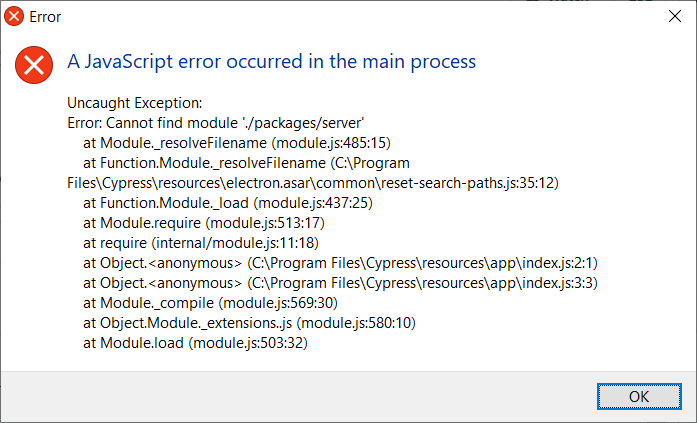 Error
A JavaScript error occurred in the main process
Uncaught Exception:
Error: Cannot find module './packages/server'
at Module._resolveFilename (module.js:485:15)
at Function.Module._resolveFilename (C:\Program
Files\Cypress\resources\electron.asar\common\reset-search-paths.js:35:12)
at Function.Module._load (module.js:437:25)
at Module.require (module.js:513:17)
at require (internal/module.js:11:18)
at Object.<anonymous> (C:\Program Files\Cypress\resources\app\index.js:2:1)
at Object.<anonymous> (C:\Program Files\Cypress\resources\app\index.js:3:3)
at Module._compile (module.js:569:30)
at Object.Module._extensions..js (module.js:580:10)
at Module.load (module.js:503:32)
OK